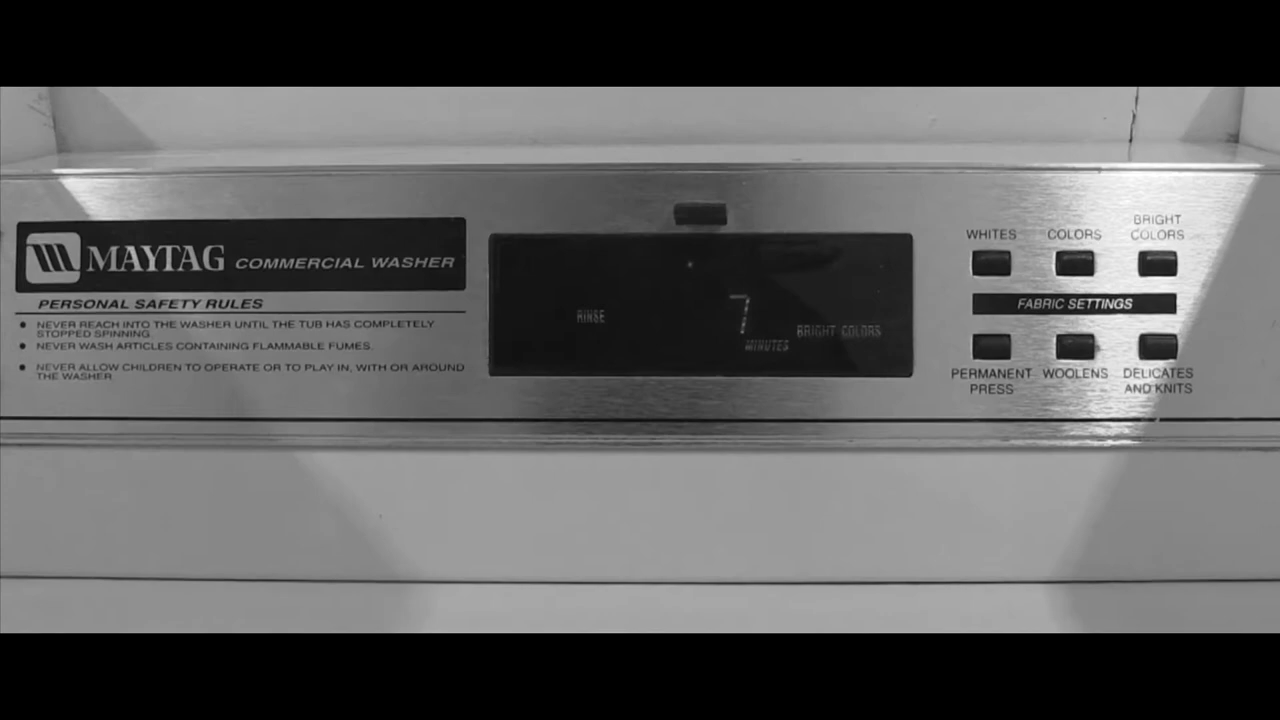 MAYTAG COMMERCIAL WASHER
PERSONAL SAFETY RULES
• NEVER REACH INTO THE WASHER UNTIL THE TUB HAS COMPLETELY
STOPPED SPINNING.
• NEVER WASH ARTICLES CONTAINING FLAMMABLE FUMES.
• NEVER ALLOW CHILDREN TO OPERATE OR TO PLAY IN, WITH OR AROUND
THE WASHER
RINSE
7
MINUTES
BRIGHT COLORS
WHITES
COLORS
BRIGHT
COLORS
FABRIC SETTINGS
PERMANENT
PRESS
WOOLENS
DELICATES
AND KNITS